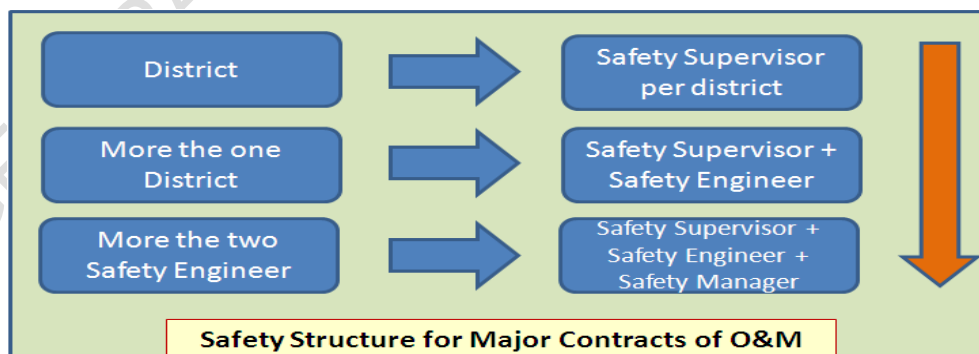 District
Safety Supervisor
per district
More the one
District
Safety Supervisor +
Safety Engineer
More the two
Safety Engineer
Safety Supervisor +
Safety Engineer +
Safety Manager
Safety Structure for Major Contracts of O&M